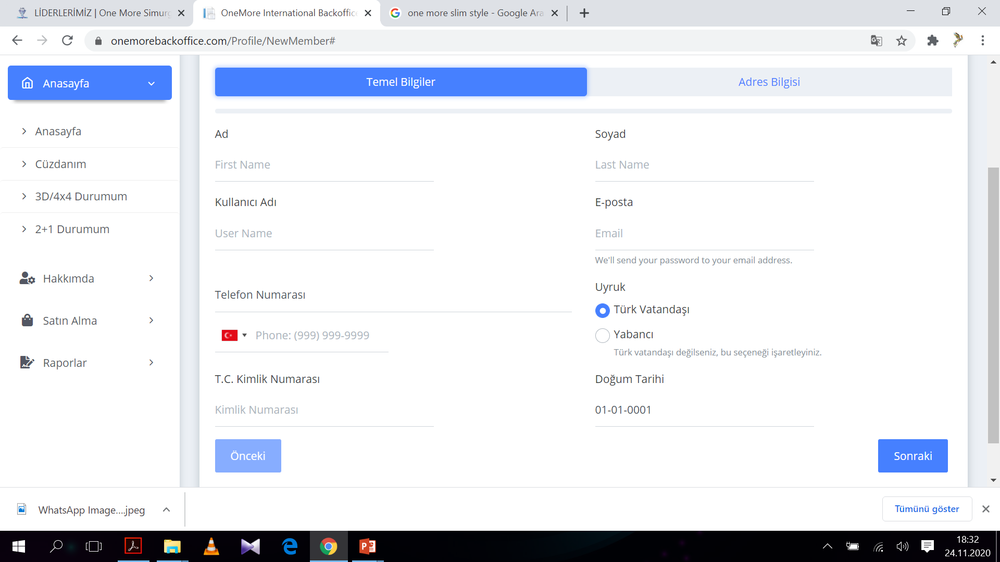 LİDERLERİMİZ | One More Simurg
OneMore International Backoffice
one more slim style - Google Ara
onemorebackoffice.com/Profile/NewMember#
Anasayfa
Anasayfa
Cüzdanım
3D/4x4 Durumum
2+1 Durumum
Hakkımda
Satın Alma
Raporlar
Temel Bilgiler
Adres Bilgisi
Ad
Soyad
First Name
Last Name
Kullanıcı Adı
E-posta
User Name
Email
We'll send your password to your email address.
Telefon Numarası
Uyruk
Türk Vatandaşı
Phone: (999) 999-9999
Yabancı
Türk vatandaşı değilseniz, bu seçeneği işaretleyiniz.
T.C. Kimlik Numarası
Doğum Tarihi
Kimlik Numarası
01-01-0001
Önceki
Sonraki
WhatsApp Image....jpeg
Tümünü göster
18:32
24.11.2020